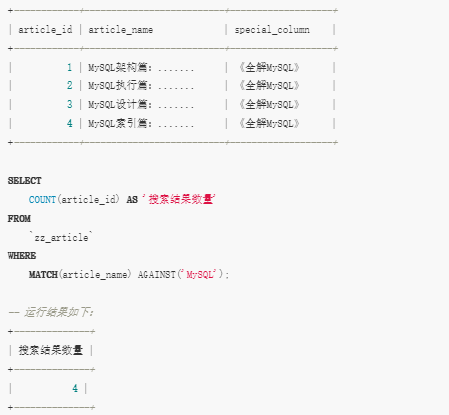 +------------+--------------------------+-------------------+
| article_id | article_name | special_column |
+------------+--------------------------+-------------------+
| 1 | MySQL架构篇：....... | 《全解MySQL》 |
| 2 | MySQL执行篇：....... | 《全解MySQL》 |
| 3 | MySQL设计篇：....... | 《全解MySQL》 |
| 4 | MySQL索引篇：....... | 《全解MySQL》 |
+------------+--------------------------+-------------------+
SELECT
COUNT(article_id) AS '搜索结果数量'
FROM
`zz_article`
WHERE
MATCH(article_name) AGAINST('MySQL');
-- 运行结果如下：
+--------------+
| 搜索结果数量 |
+--------------+
| 4 |
+--------------+